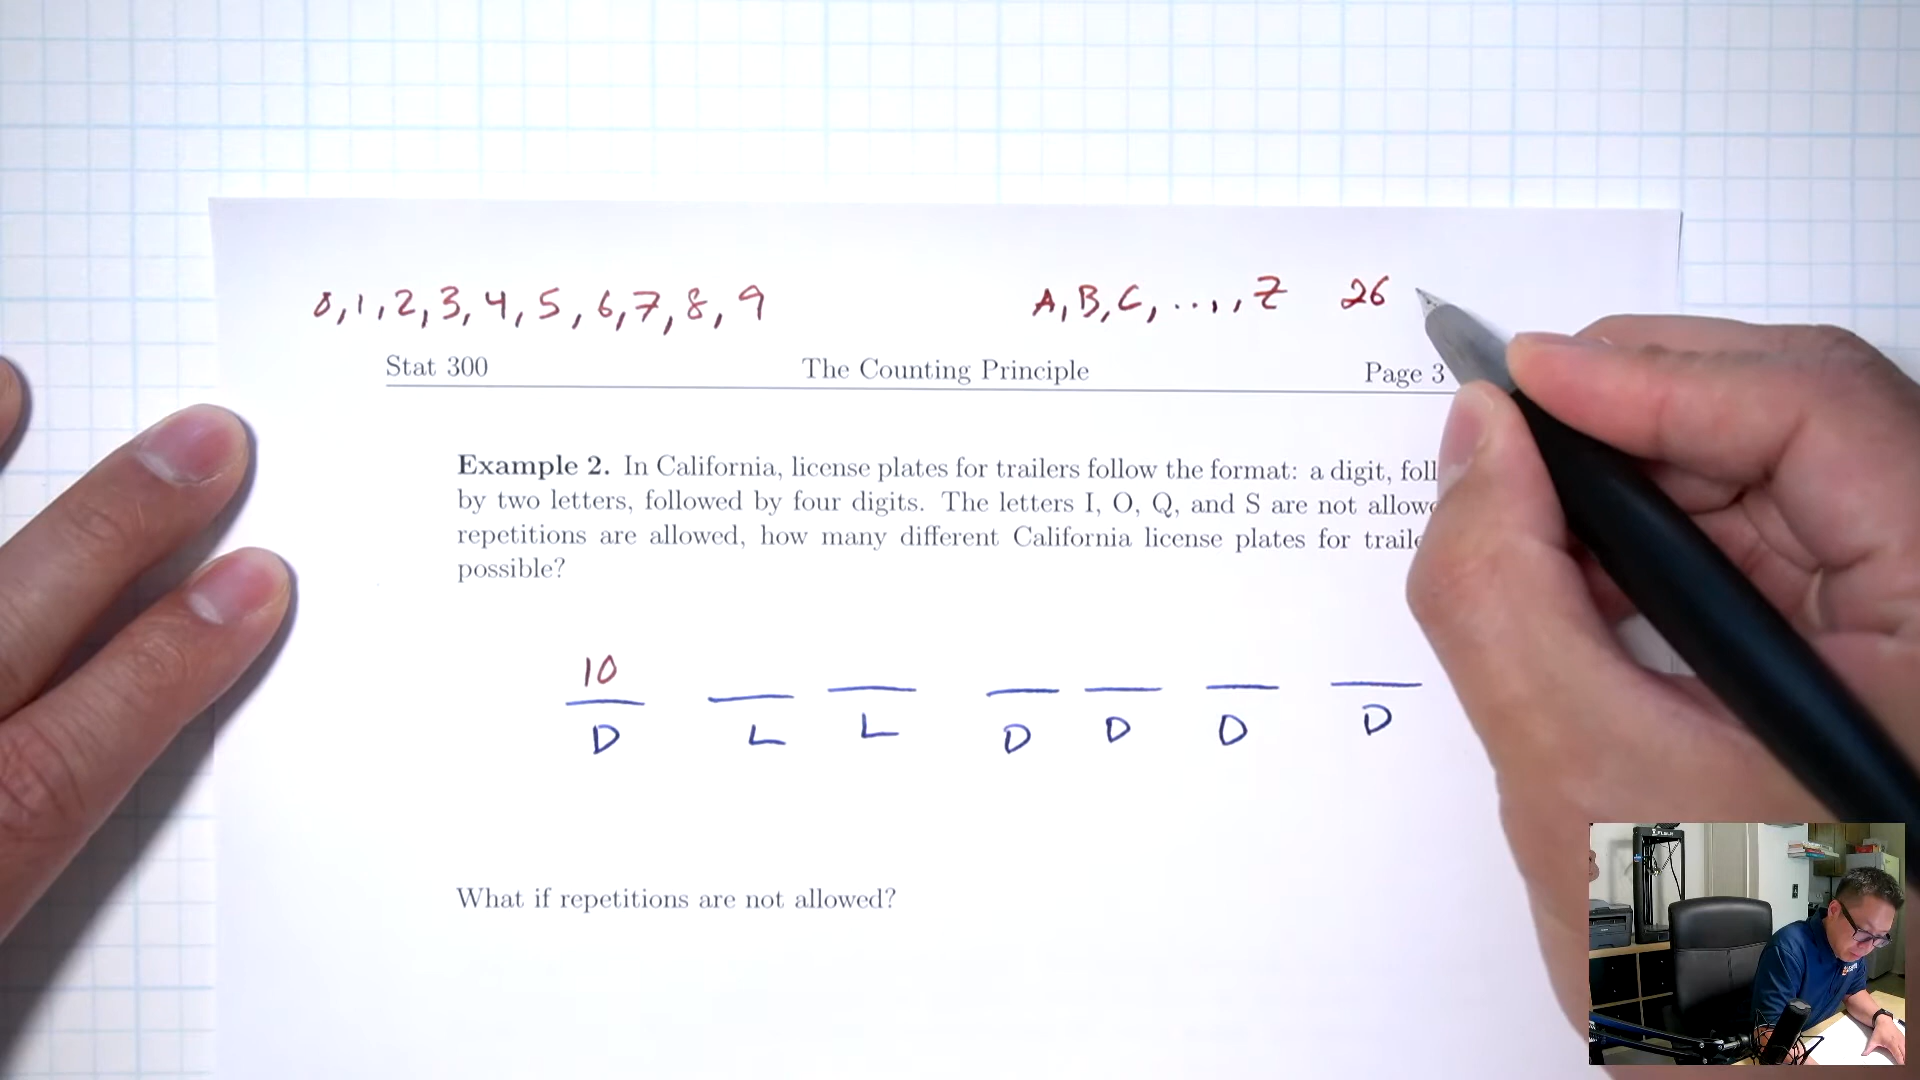 0, 1, 2, 3, 4, 5, 6, 7, 8, 9 A, B, C, ..., , Z 26
Stat 300 The Counting Principle Page 3
Example 2. In California, license plates for trailers follow the format: a digit, foll
by two letters, followed by four digits. The letters I, O, Q, and S are not allow
repetitions are allowed, how many different California license plates for traile
possible?
10
D L L D D D D
What if repetitions are not allowed?